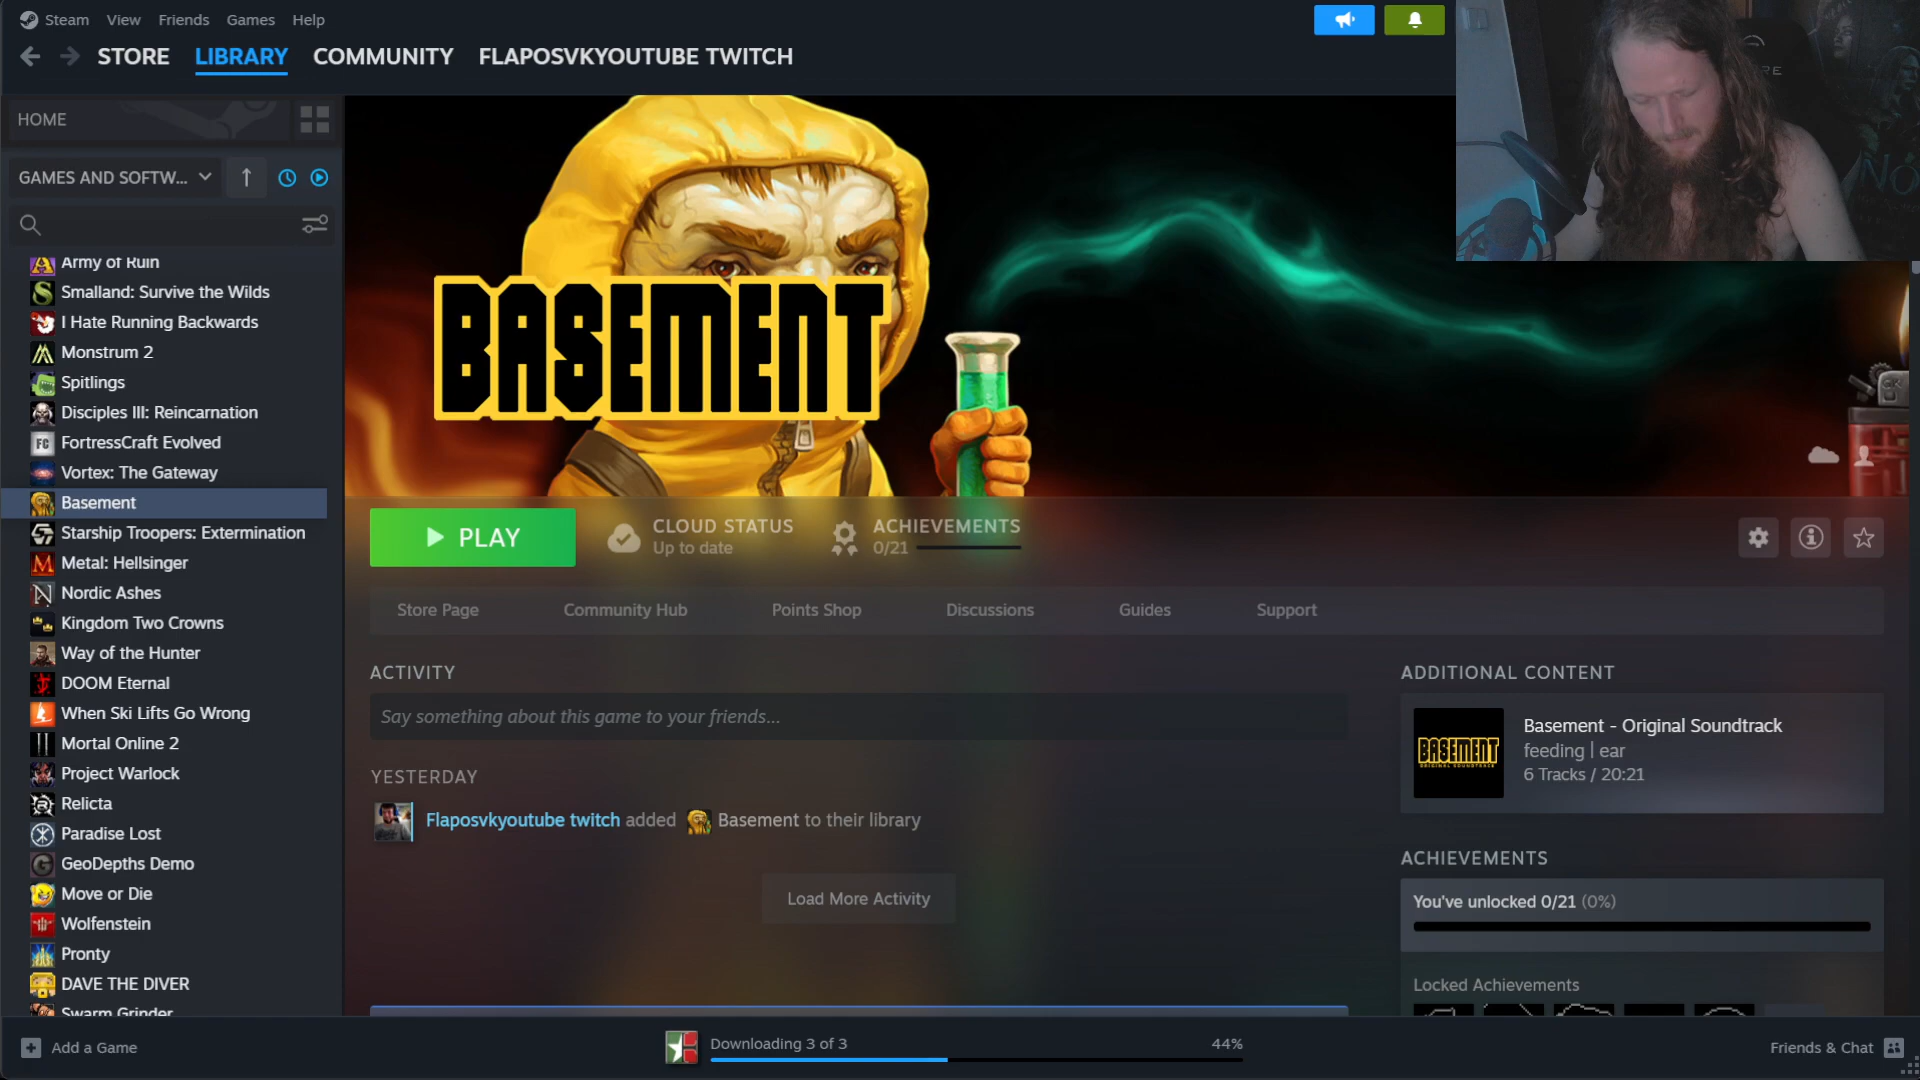 Steam View Friends Games Help
STORE LIBRARY COMMUNITY FLAPOSVKYOUTUBE TWITCH
HOME
GAMES AND SOFTW...
Army of Ruin
Smalland: Survive the Wilds
I Hate Running Backwards
Monstrum 2
Spitlings
Disciples III: Reincarnation
FC FortressCraft Evolved
Vortex: The Gateway
Basement
Starship Troopers: Extermination
Metal: Hellsinger
Nordic Ashes
Kingdom Two Crowns
Way of the Hunter
DOOM Eternal
When Ski Lifts Go Wrong
Mortal Online 2
Project Warlock
Relicta
Paradise Lost
GeoDepths Demo
Move or Die
Wolfenstein
Pronty
DAVE THE DIVER
Swarm Grinder
Add a Game
BASEMENT
PLAY
CLOUD STATUS
Up to date
ACHIEVEMENTS
0/21
Store Page Community Hub Points Shop Discussions Guides Support
ACTIVITY
Say something about this game to your friends...
YESTERDAY
Flaposvkyoutube twitch added Basement to their library
Load More Activity
ADDITIONAL CONTENT
BASEMENT
ORIGINAL SOUNDTRACK
Basement - Original Soundtrack
feeding | ear
6 Tracks / 20:21
ACHIEVEMENTS
You've unlocked 0/21 (0%)
Locked Achievements
Downloading 3 of 3 44%
Friends & Chat